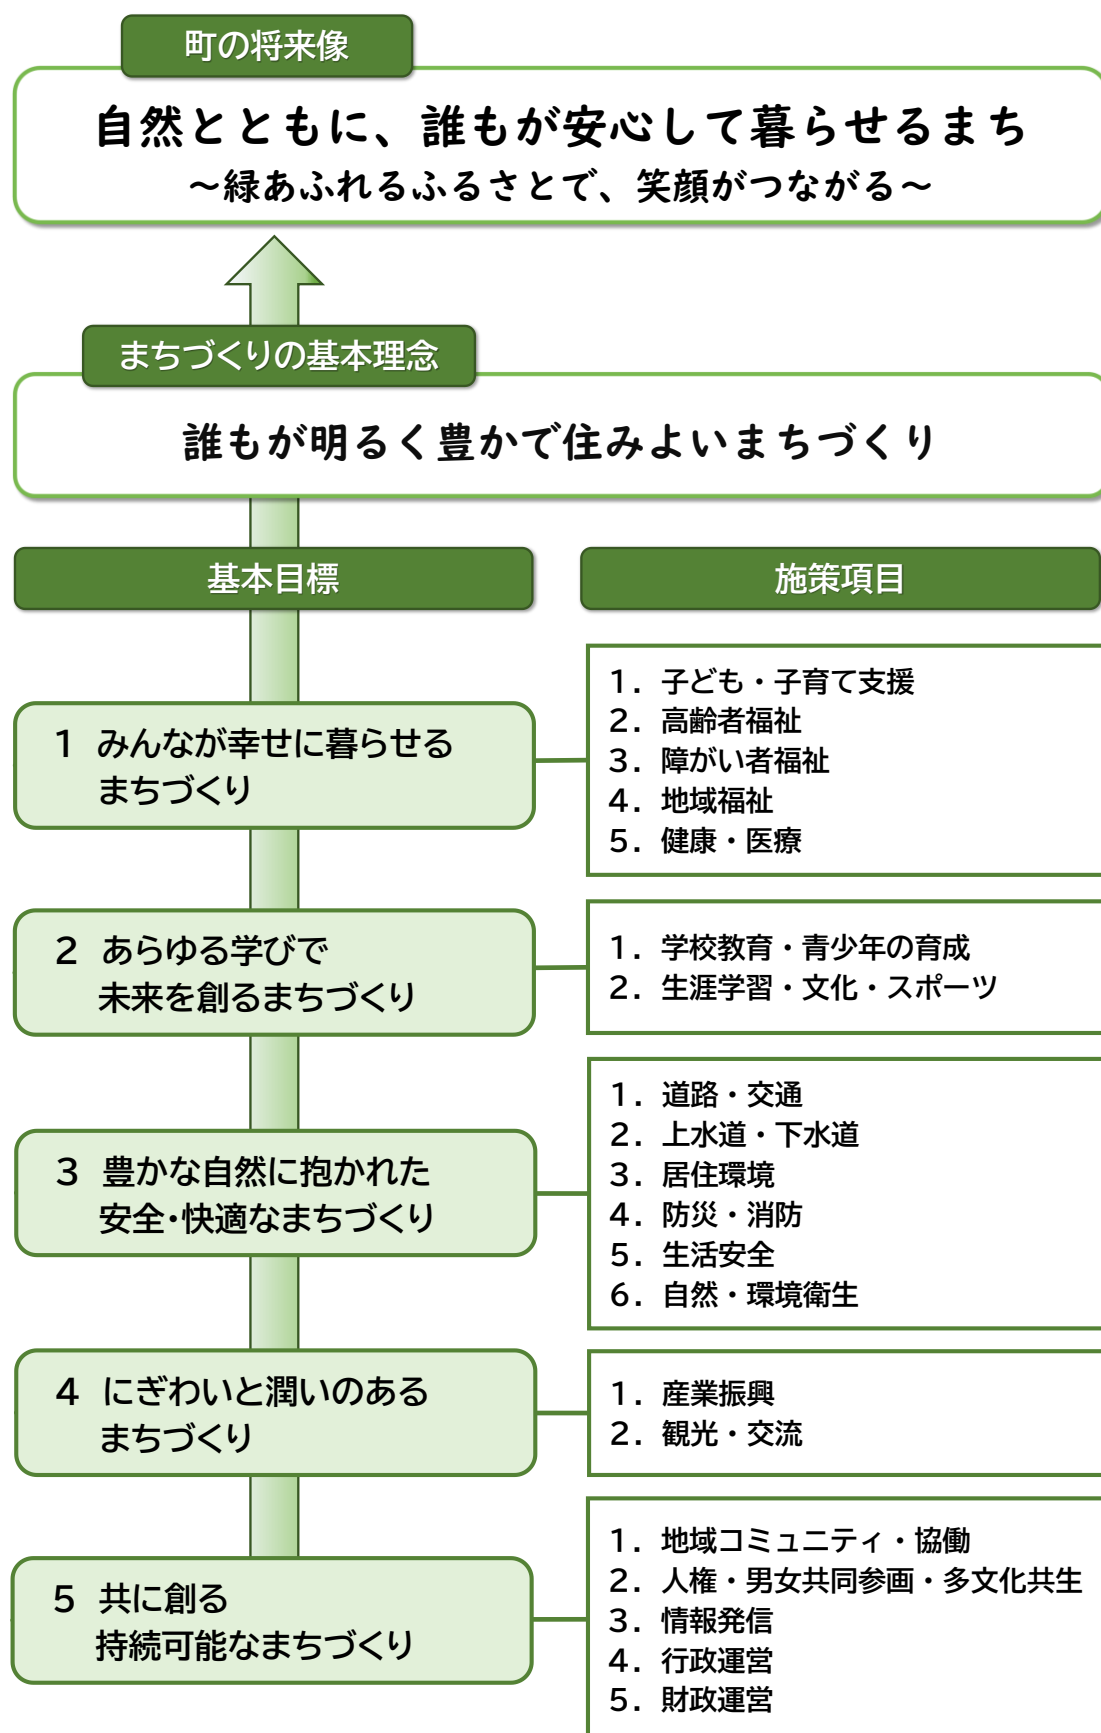 町の将来像
自然とともに、誰もが安心して暮らせるまち
～緑あふれるふるさとで、笑顔がつながる～
まちづくりの基本理念
誰もが明るく豊かで住みよいまちづくり
基本目標
施策項目
1 みんなが幸せに暮らせる
まちづくり
1. 子ども・子育て支援
2. 高齢者福祉
3. 障がい者福祉
4. 地域福祉
5. 健康・医療
2 あらゆる学びで
未来を創るまちづくり
1. 学校教育・青少年の育成
2. 生涯学習・文化・スポーツ
3 豊かな自然に抱かれた
安全・快適なまちづくり
1. 道路・交通
2. 上水道・下水道
3. 居住環境
4. 防災・消防
5. 生活安全
6. 自然・環境衛生
4 にぎわいと潤いのある
まちづくり
1. 産業振興
2. 観光・交流
5 共に創る
持続可能なまちづくり
1. 地域コミュニティ・協働
2. 人権・男女共同参画・多文化共生
3. 情報発信
4. 行政運営
5. 財政運営